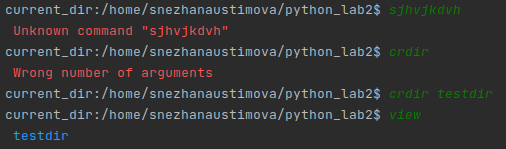 current_dir:/home/snezhanaustimova/python_lab2$ sjhvjkdvh
Unknown command "sjhvjkdvh"
current_dir:/home/snezhanaustimova/python_lab2$ crdir
Wrong number of arguments
current_dir:/home/snezhanaustimova/python_lab2$ crdir testdir
current_dir:/home/snezhanaustimova/python_lab2$ view
testdir